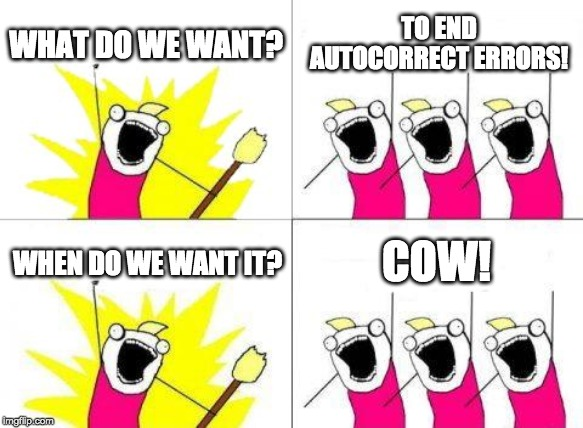 WHAT DO WE WANT?
TO END
AUTOCORRECT ERRORS!
WHEN DO WE WANT IT?
COW!
imgflip.com